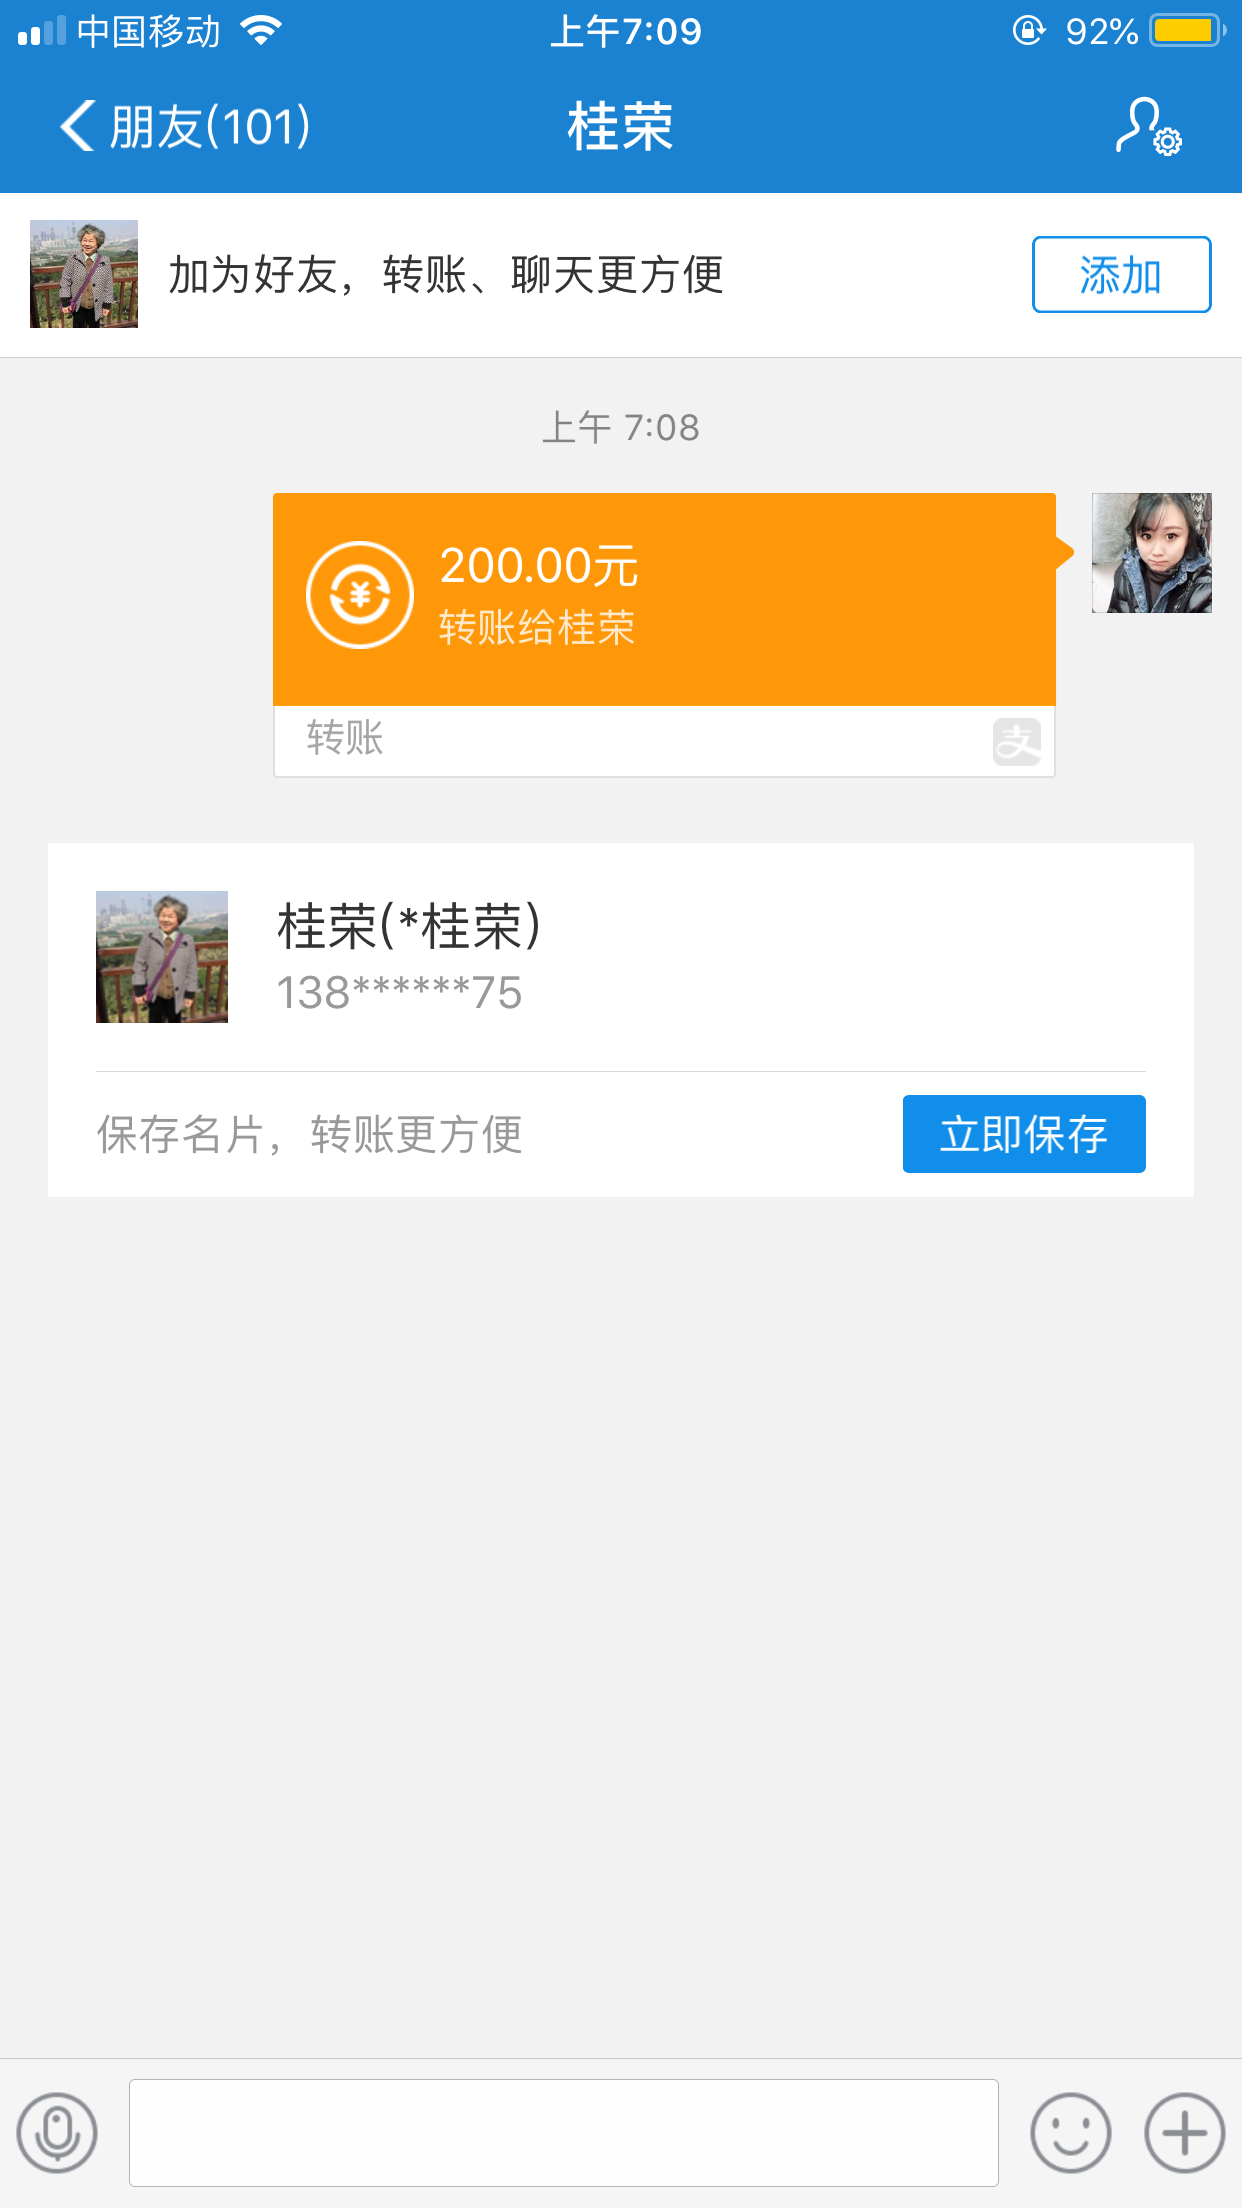 中国移动
上午7:09
92%
朋友(101)
桂荣
加为好友，转账、聊天更方便
添加
上午 7:08
200.00元
转账给桂荣
转账
支
桂荣(*桂荣)
138******75
保存名片，转账更方便
立即保存